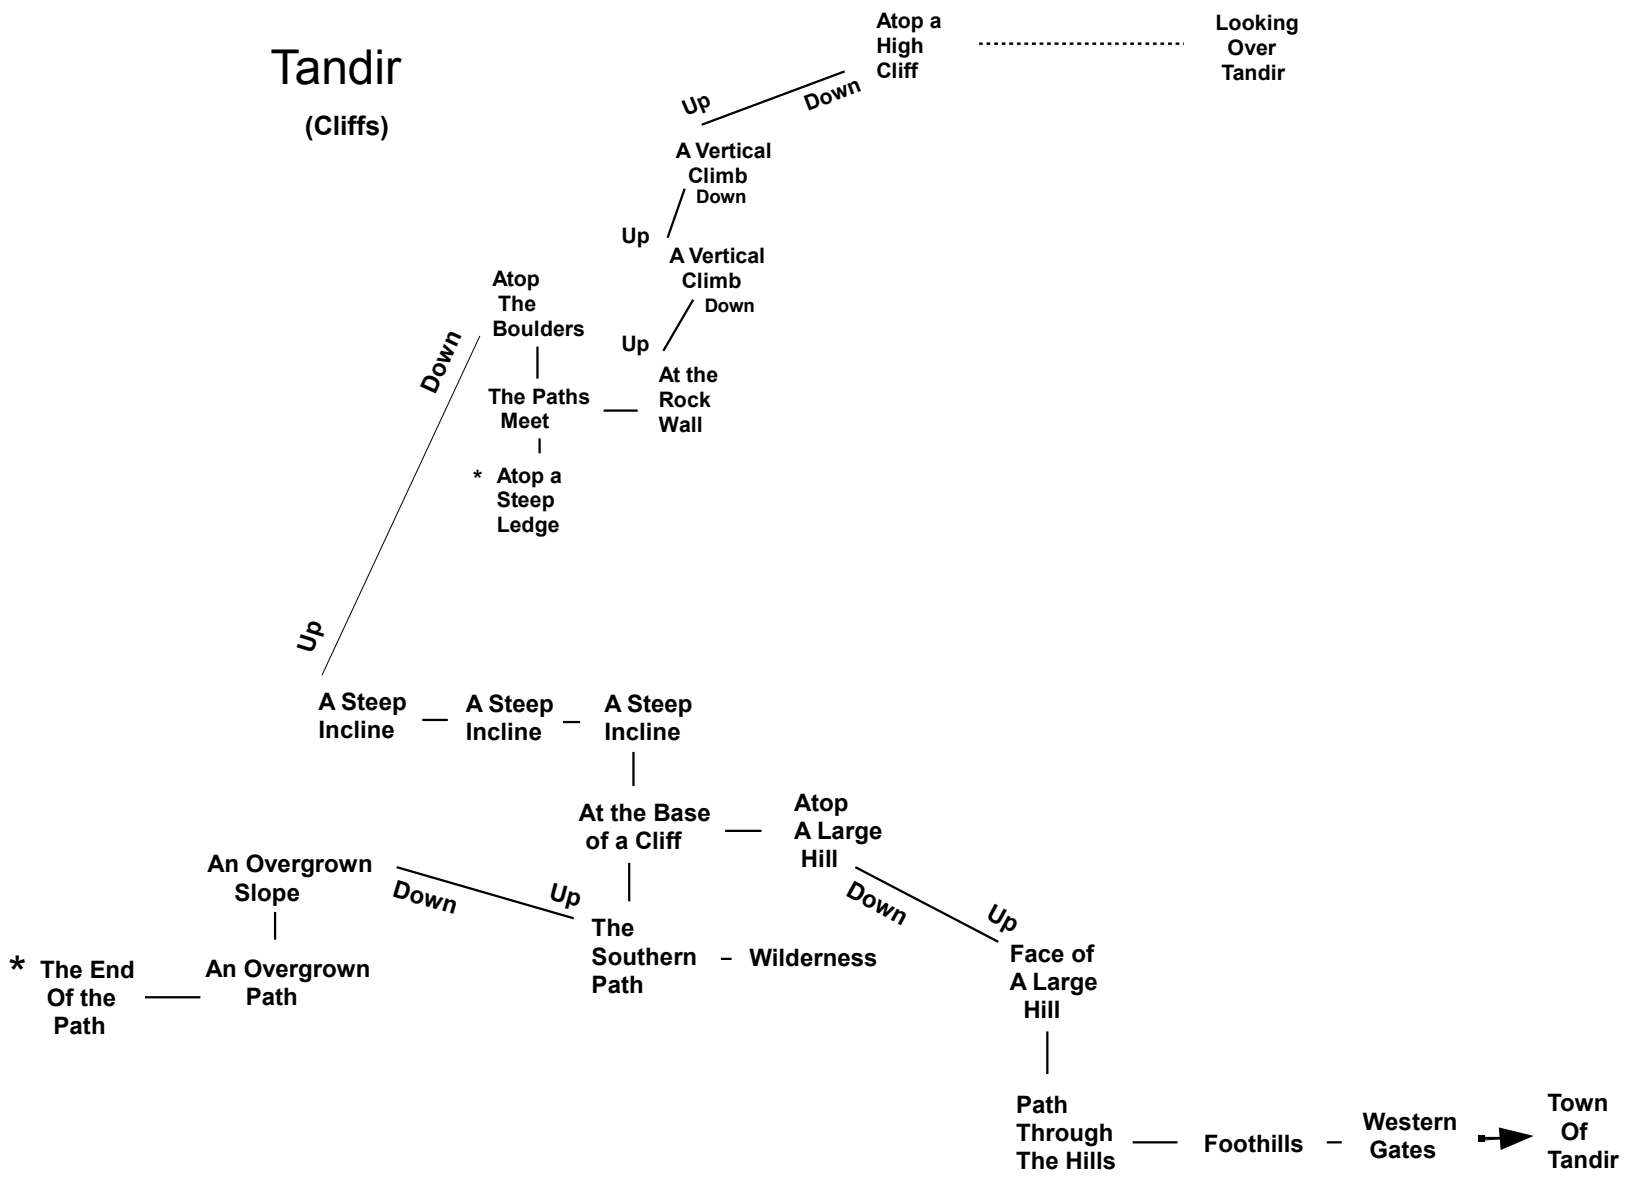 Tandir
(Cliffs)
Atop a
High
Cliff
Looking
Over
Tandir
Up
Down
A Vertical
Climb
Down
Up
A Vertical
Climb
Down
Up
Atop
The
Boulders
Down
The Paths
Meet
At the
Rock
Wall
* Atop a
Steep
Ledge
Up
A Steep
Incline
A Steep
Incline
A Steep
Incline
At the Base
of a Cliff
Atop
A Large
Hill
An Overgrown
Slope
Down
Up
Down
Up
The
Southern
Path
Wilderness
Face of
A Large
Hill
* The End
Of the
Path
An Overgrown
Path
Path
Through
The Hills
Foothills
Western
Gates
Town
Of
Tandir